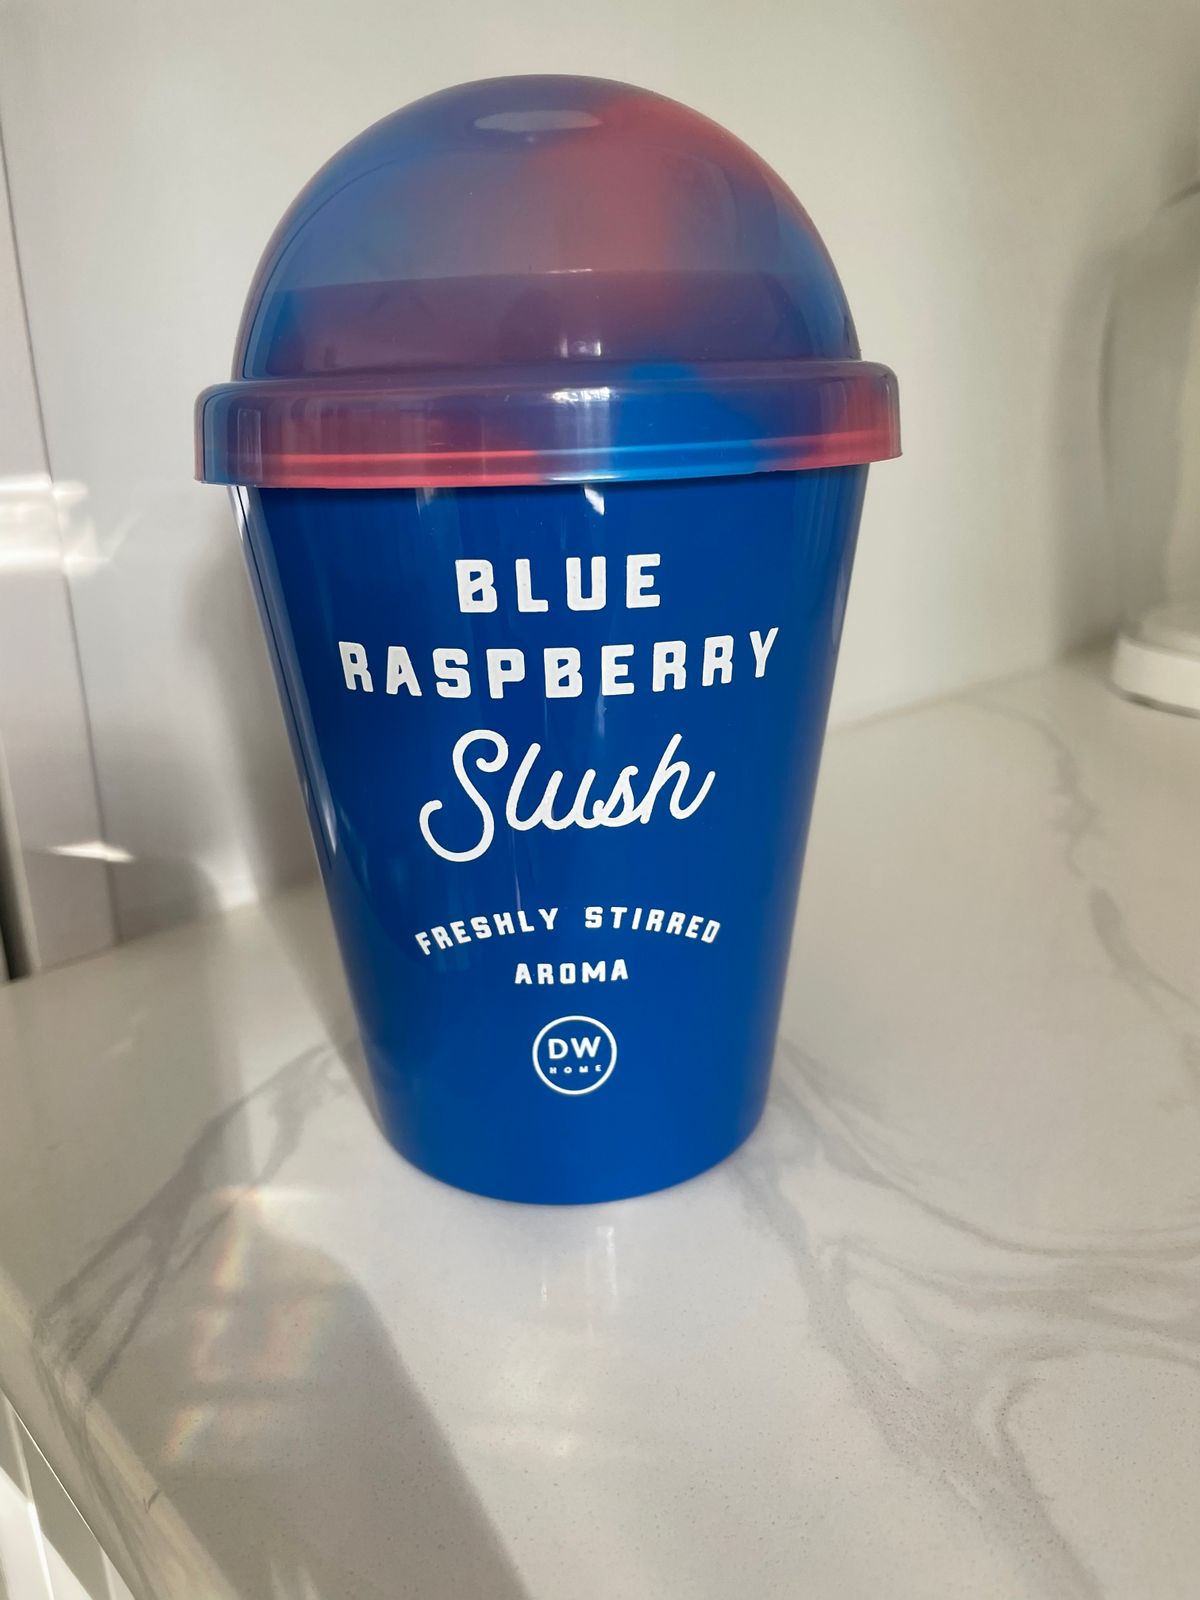 BLUE
RASPBERRY
Slush
FRESHLY STIRRED
AROMA
DW
HOME